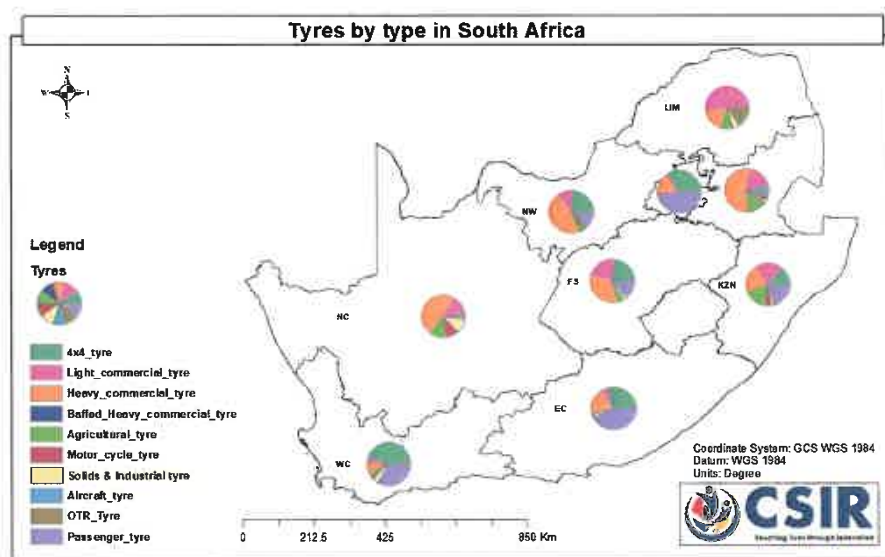 Tyres by type in South Africa
N
W
S
LIM
NW
FS
KZN
NC
EC
WC
Legend
Tyres
4x4_tyre
Light_commercial_tyre
Heavy_commercial_tyre
Baffed_Heavy_commercial_tyre
Agricultural_tyre
Motor_cycle_tyre
Solids & Industrial tyre
Aircraft_tyre
OTR_Tyre
Passenger_tyre
0 212.5 425 850 Km
Coordinate System: GCS WGS 1984
Datum: WGS 1984
Units: Degree
CSIR